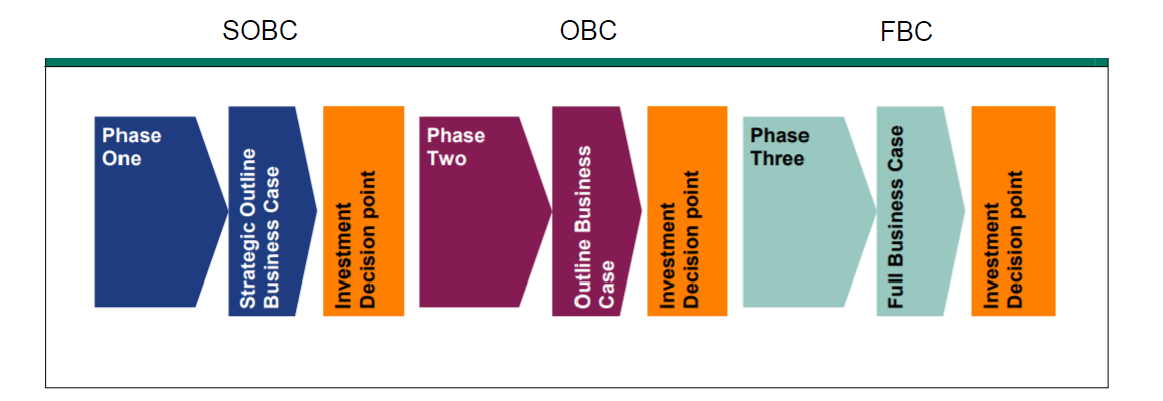 SOBC
OBC
FBC
Phase
One
Strategic Outline
Business Case
Investment
Decision point
Phase
Two
Outline Business
Case
Investment
Decision point
Phase
Three
Full Business Case
Investment
Decision point